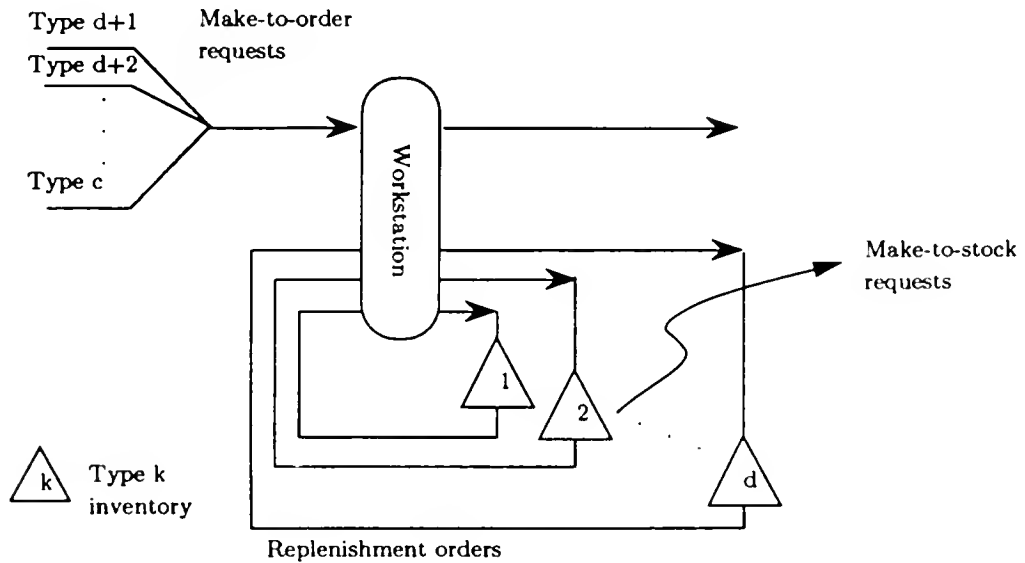 Type d+1
Make-to-order
requests
Type d+2
Type c
Workstation
Make-to-stock
requests
1
2
d
k
Type k
inventory
Replenishment orders